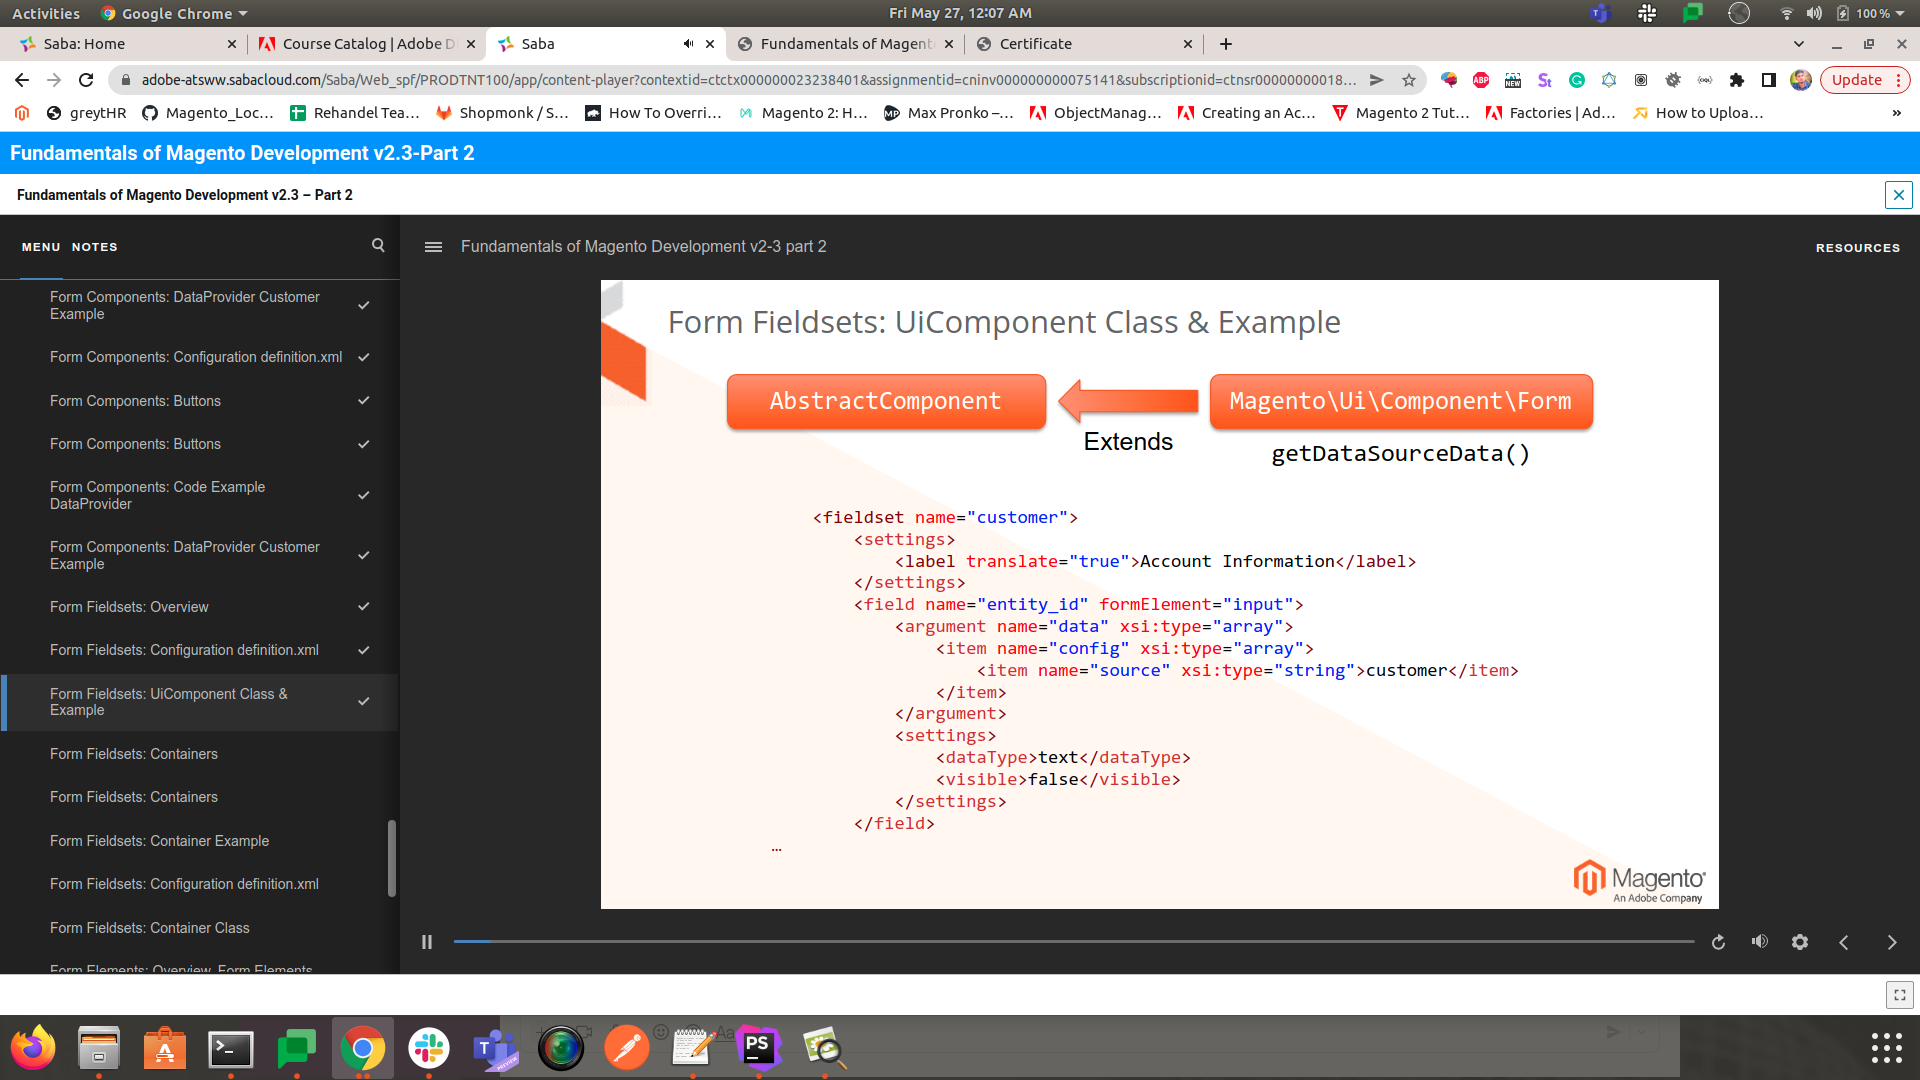 Activities Google Chrome Fri May 27, 12:07 AM 100 %
Saba: Home Course Catalog | Adobe D Saba Fundamentals of Magent Certificate
adobe-atsww.sabacloud.com/Saba/Web_spf/PRODTNT100/app/content-player?contextid=ctctx000000023238401&assignmentid=cninv000000000075141&subscriptionid=ctnsr00000000018... ABP NEW Update
greytHR Magento_Loc... Rehandel Tea... Shopmonk / S... How To Overri... Magento 2: H... Max Pronko –... ObjectManag... Creating an Ac... Magento 2 Tut... Factories | Ad... How to Uploa... »
Fundamentals of Magento Development v2.3-Part 2
Fundamentals of Magento Development v2.3 – Part 2
MENU NOTES
Fundamentals of Magento Development v2-3 part 2
RESOURCES
Form Components: DataProvider Customer
Example
Form Components: Configuration definition.xml
Form Components: Buttons
Form Components: Buttons
Form Components: Code Example
DataProvider
Form Components: DataProvider Customer
Example
Form Fieldsets: Overview
Form Fieldsets: Configuration definition.xml
Form Fieldsets: UiComponent Class &
Example
Form Fieldsets: Containers
Form Fieldsets: Containers
Form Fieldsets: Container Example
Form Fieldsets: Configuration definition.xml
Form Fieldsets: Container Class
Form Elements: Overview, Form Elements
Form Fieldsets: UiComponent Class & Example
AbstractComponent Magento\Ui\Component\Form
Extends
getDataSourceData()
<fieldset name="customer">
<settings>
<label translate="true">Account Information</label>
</settings>
<field name="entity_id" formElement="input">
<argument name="data" xsi:type="array">
<item name="config" xsi:type="array">
<item name="source" xsi:type="string">customer</item>
</item>
</argument>
<settings>
<dataType>text</dataType>
<visible>false</visible>
</settings>
</field>
…
Magento
An Adobe Company
PS